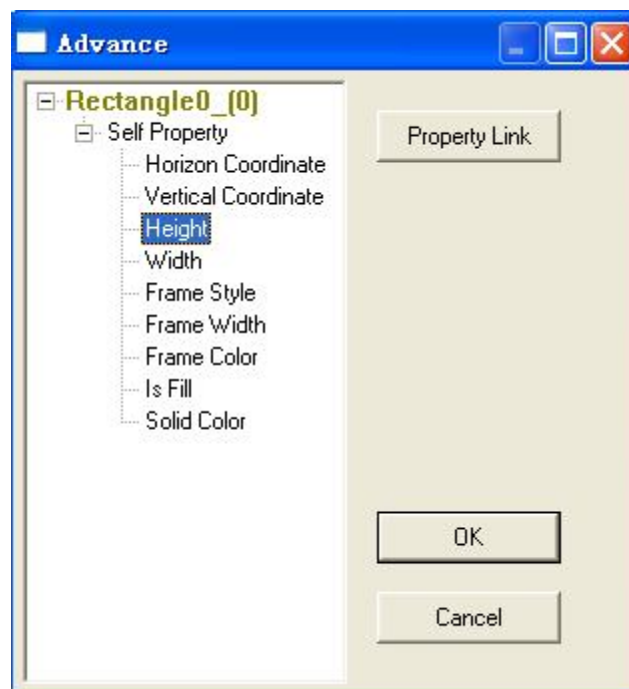 Advance
Rectangle0_(0)
Self Property
Horizon Coordinate
Vertical Coordinate
Height
Width
Frame Style
Frame Width
Frame Color
Is Fill
Solid Color
Property Link
OK
Cancel